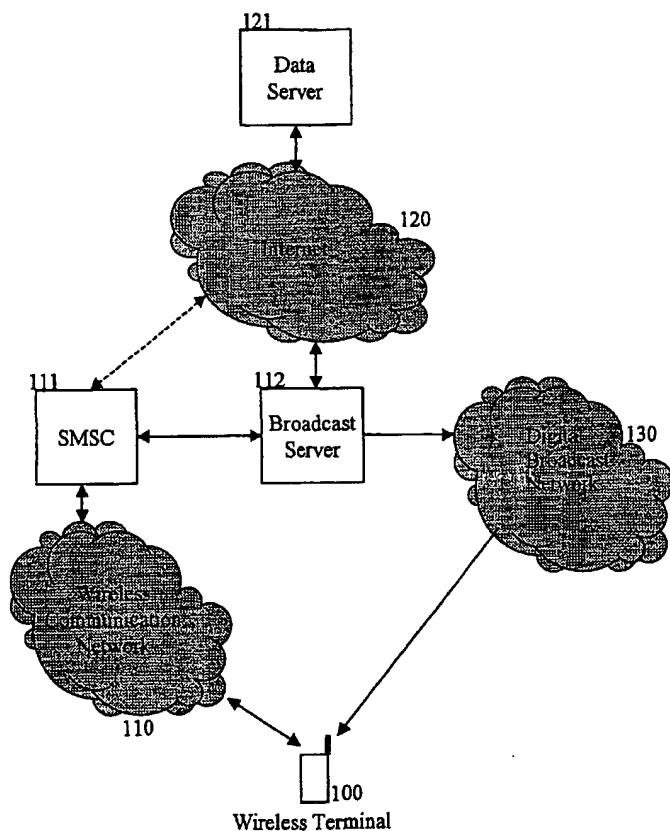 121
Data
Server
120
Internet
111
SMSC
112
Broadcast
Server
130
Digital
Broadcast
Network
Wireless
Communication
Network
110
100
Wireless Terminal